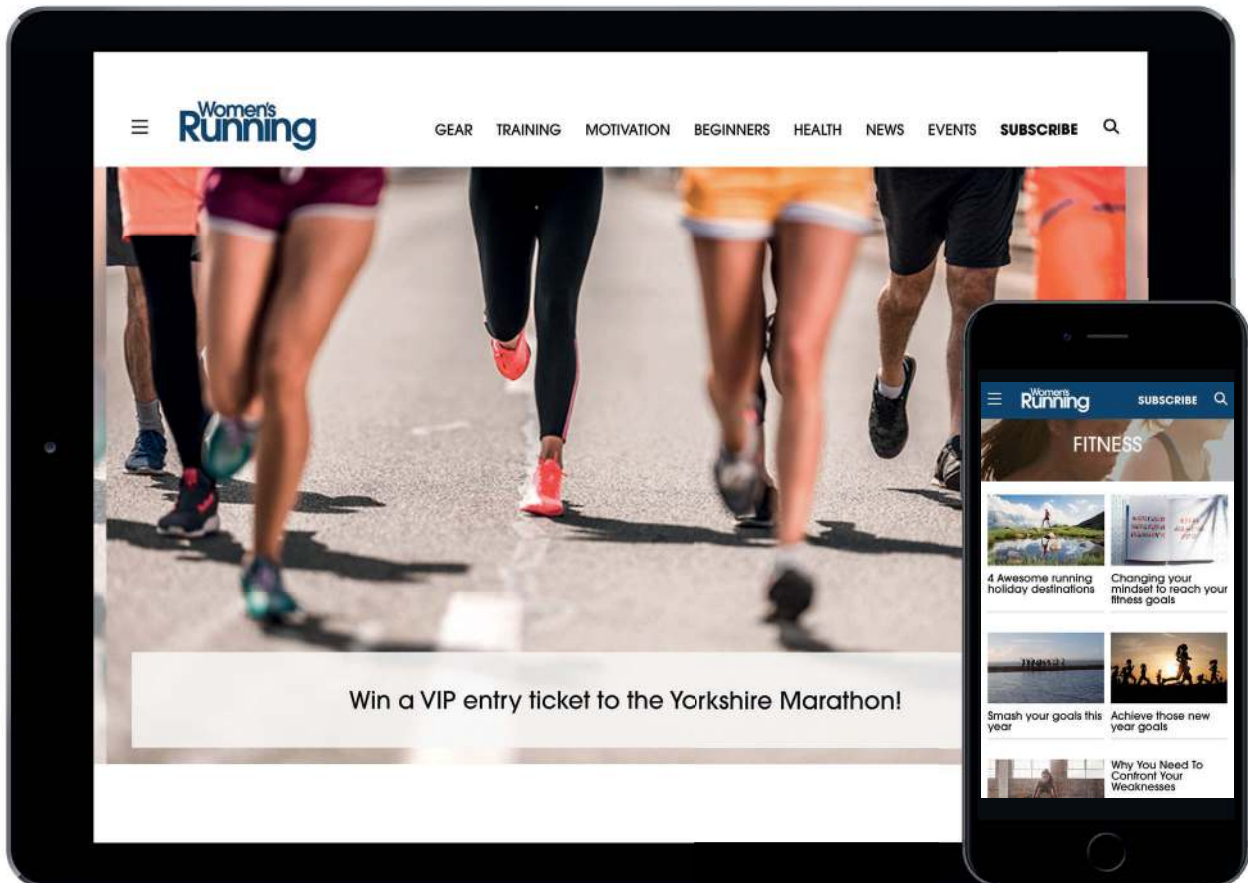 Women's
Running
GEAR TRAINING MOTIVATION BEGINNERS HEALTH NEWS EVENTS SUBSCRIBE
Win a VIP entry ticket to the Yorkshire Marathon!
Women's
Running
SUBSCRIBE
FITNESS
4 Awesome running
holiday destinations
Changing your
mindset to reach your
fitness goals
Smash your goals this
year
Achieve those new
year goals
Why You Need To
Confront Your
Weaknesses